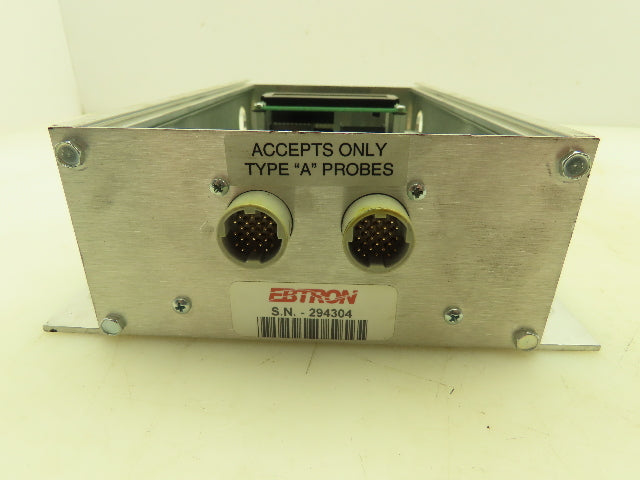 ACCEPTS ONLY
TYPE "A" PROBES
EBTRON
S.N. - 294304